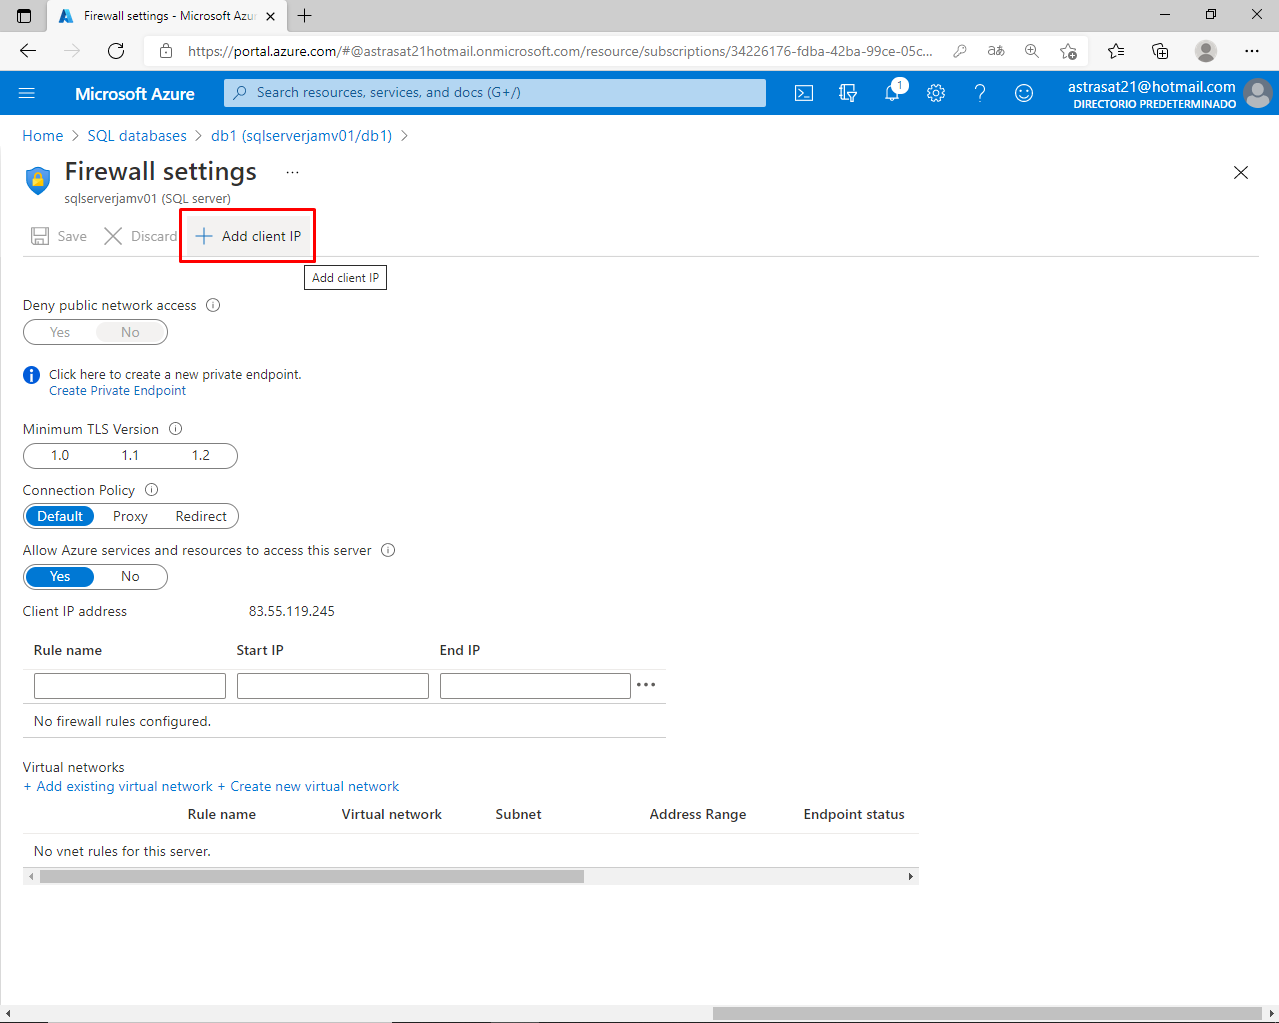 Firewall settings - Microsoft Azu
https://portal.azure.com/#@astrasat21hotmail.onmicrosoft.com/resource/subscriptions/34226176-fdba-42ba-99ce-05c...
Microsoft Azure
Search resources, services, and docs (G+/)
1
astrasat21@hotmail.com
DIRECTORIO PREDETERMINADO
Home > SQL databases > db1 (sqlserverjamv01/db1) >
Firewall settings ...
sqlserverjamv01 (SQL server)
Save Discard Add client IP
Add client IP
Deny public network access
Yes No
Click here to create a new private endpoint.
Create Private Endpoint
Minimum TLS Version
1.0 1.1 1.2
Connection Policy
Default Proxy Redirect
Allow Azure services and resources to access this server
Yes No
Client IP address 83.55.119.245
Rule name Start IP End IP
No firewall rules configured.
Virtual networks
+ Add existing virtual network + Create new virtual network
Rule name Virtual network Subnet Address Range Endpoint status
No vnet rules for this server.